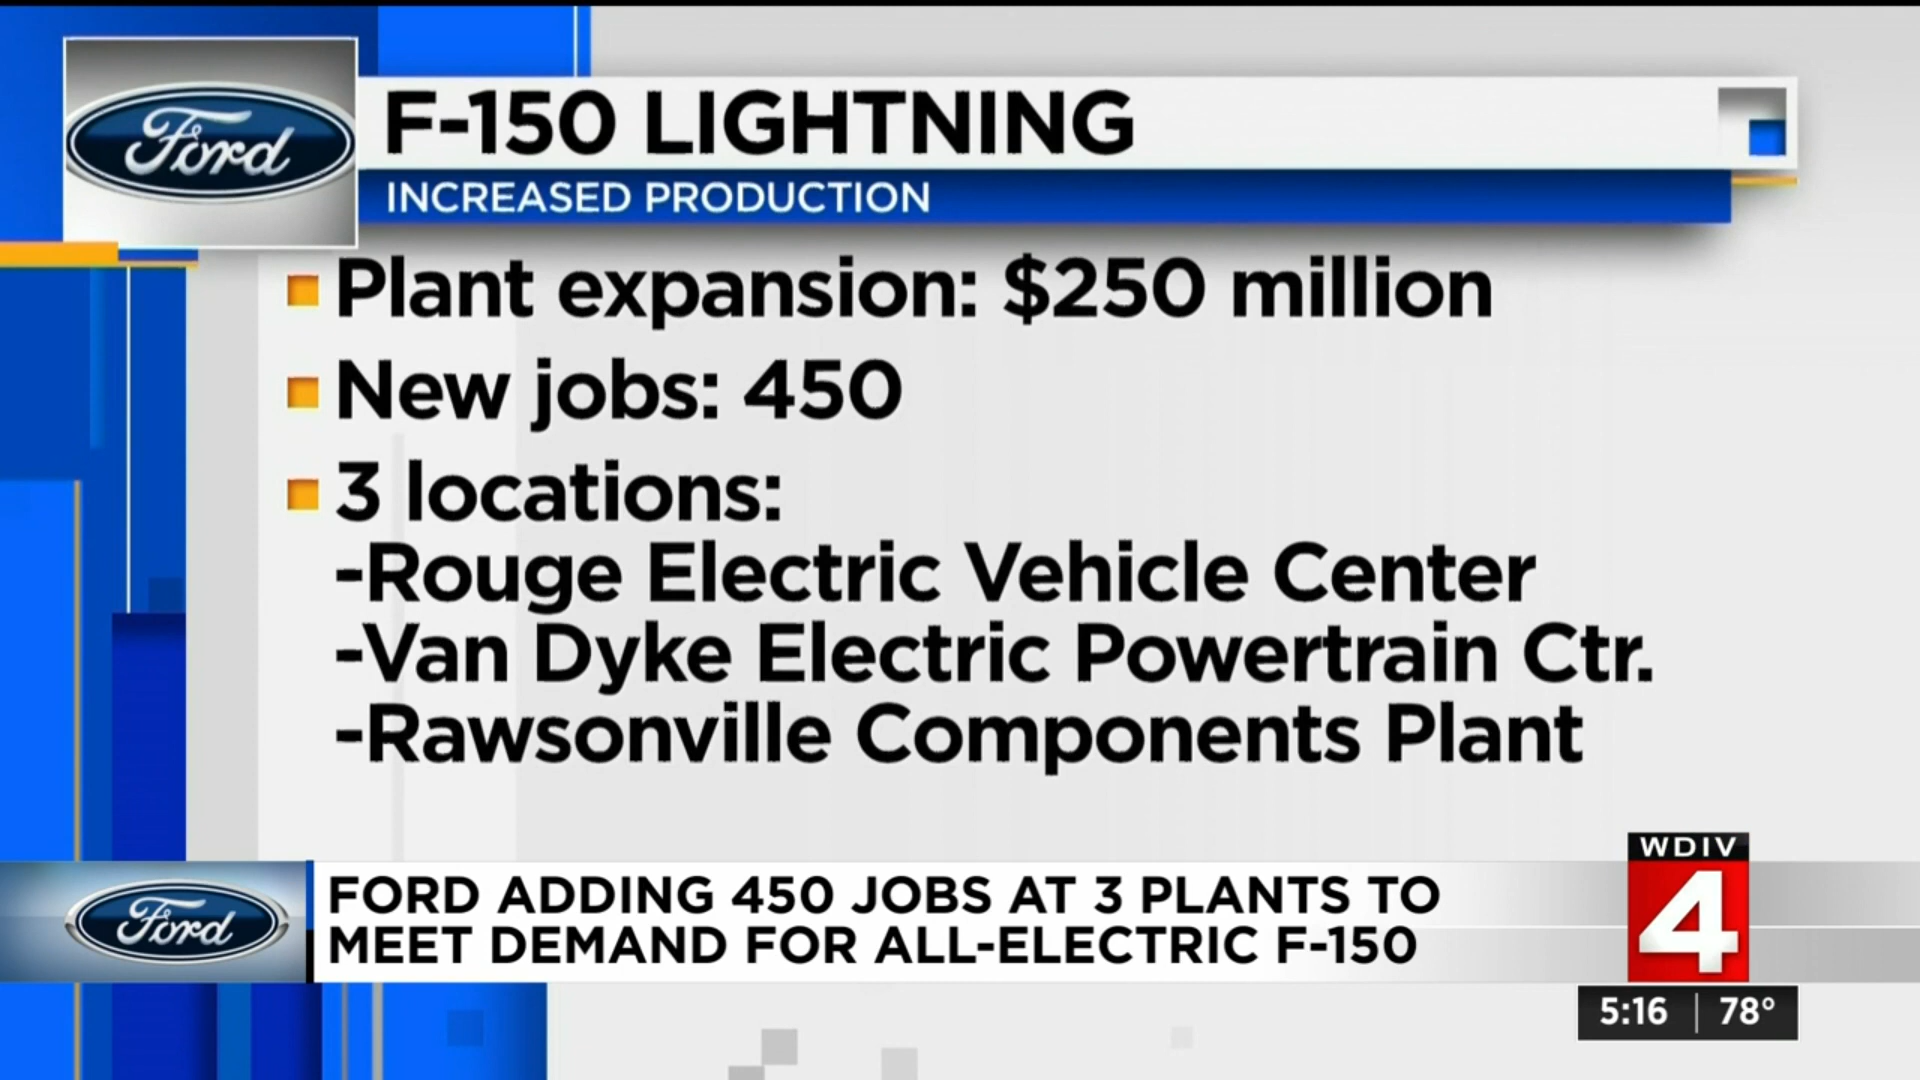 Ford
F-150 LIGHTNING
INCREASED PRODUCTION
Plant expansion: $250 million
New jobs: 450
3 locations:
-Rouge Electric Vehicle Center
-Van Dyke Electric Powertrain Ctr.
-Rawsonville Components Plant
Ford
FORD ADDING 450 JOBS AT 3 PLANTS TO
MEET DEMAND FOR ALL-ELECTRIC F-150
WDIV
4
5:16 | 78°